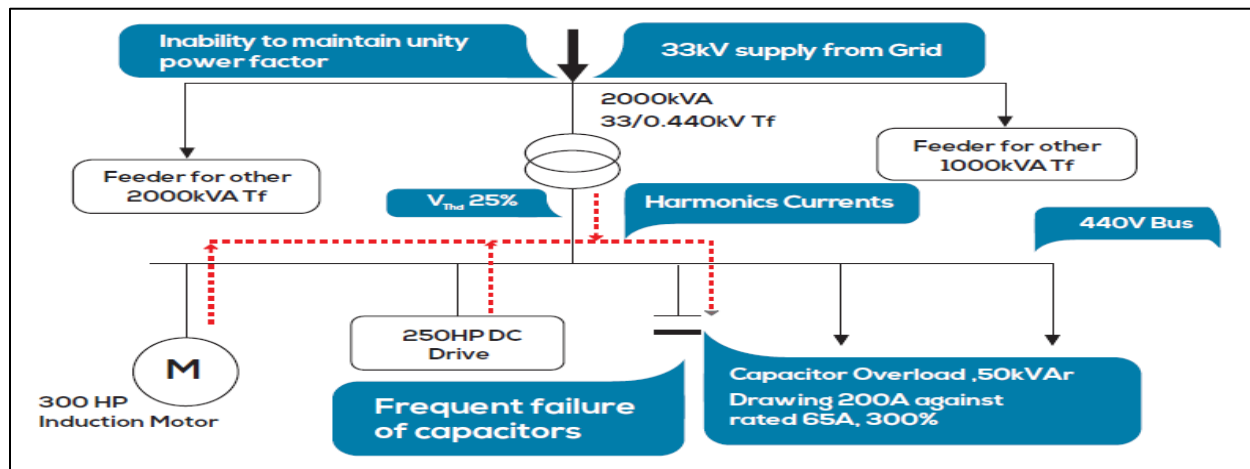 Inability to maintain unity
power factor
33kV supply from Grid
2000kVA
33/0.440kV Tf
Feeder for other
2000kVA Tf
Feeder for other
1000kVA Tf
VThd 25%
Harmonics Currents
440V Bus
M
300 HP
Induction Motor
250HP DC
Drive
Frequent failure
of capacitors
Capacitor Overload ,50kVAr
Drawing 200A against
rated 65A, 300%